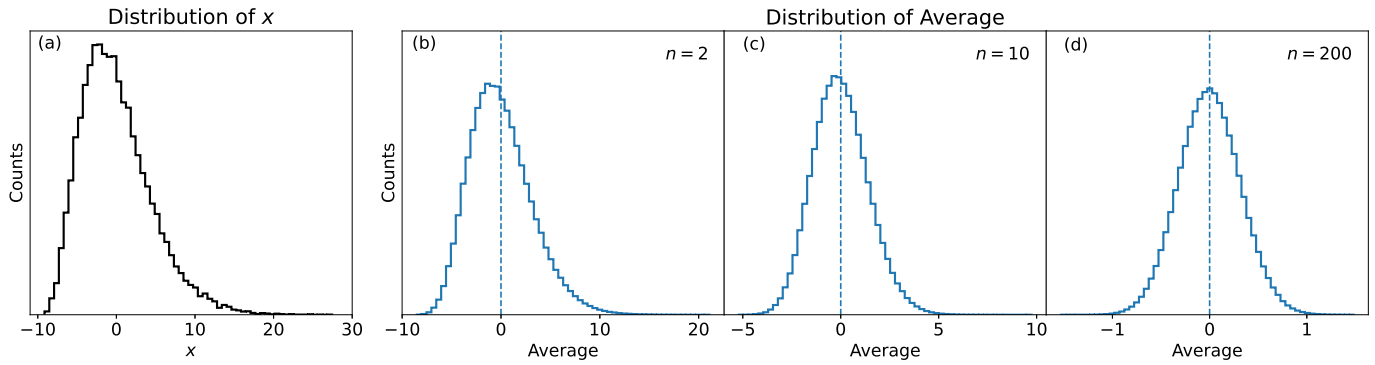 Distribution of x
Distribution of Average
(a)
(b)
n = 2
(c)
n = 10
(d)
n = 200
Counts
Counts
−10 0 10 20 30
−10 0 10 20
−5 0 5 10
−1 0 1
x
Average
Average
Average